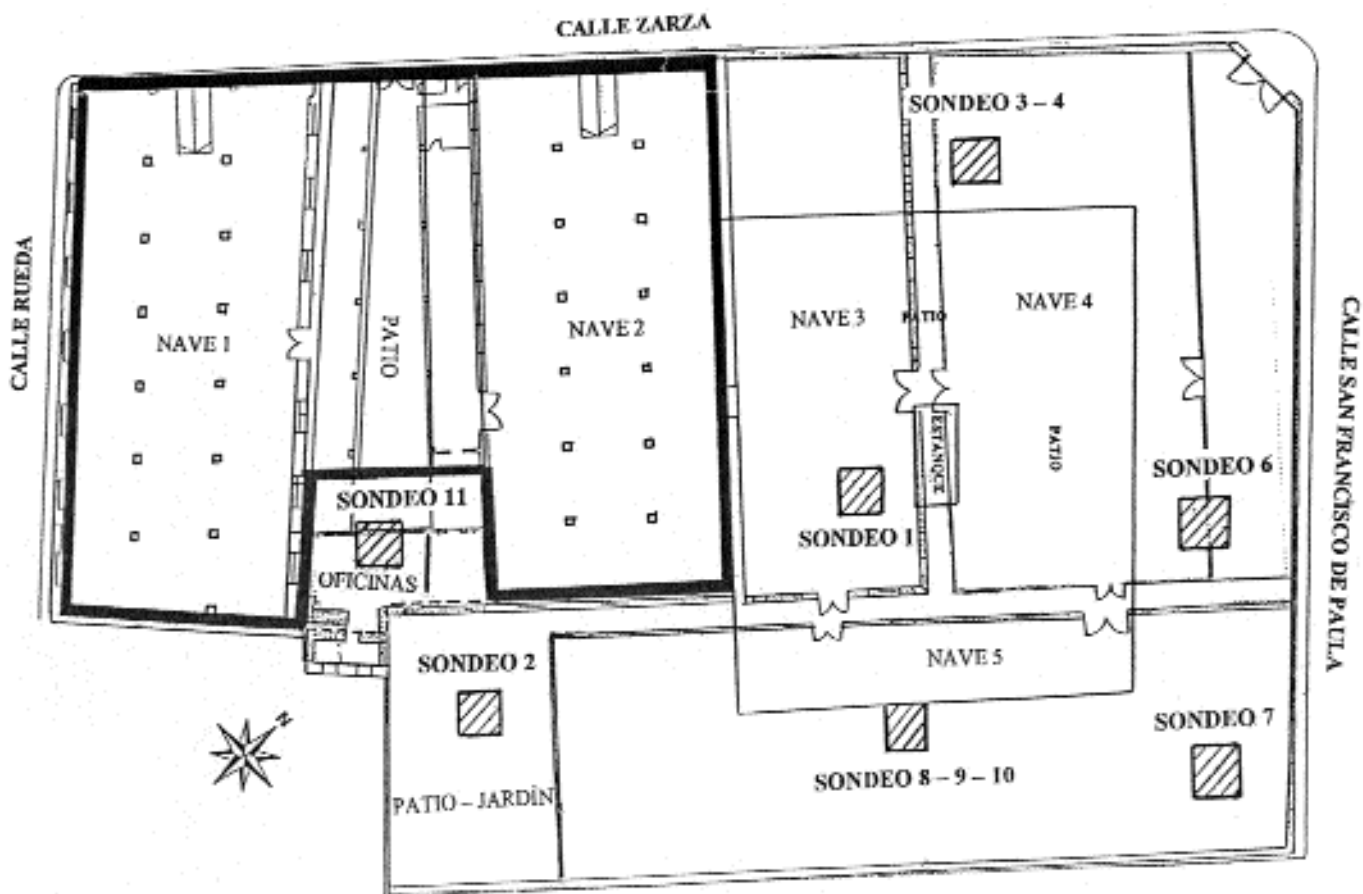 CALLE ZARZA
SONDEO 3 – 4
CALLE RUEDA
NAVE 1
PATIO
NAVE 2
NAVE 3
PATIO
NAVE 4
CALLE SAN FRANCISCO DE PAULA
ESTANQUE
PATIO
SONDEO 6
SONDEO 11
SONDEO 1
OFICINAS
SONDEO 2
NAVE 5
N
SONDEO 7
SONDEO 8 – 9 – 10
PATIO – JARDÍN